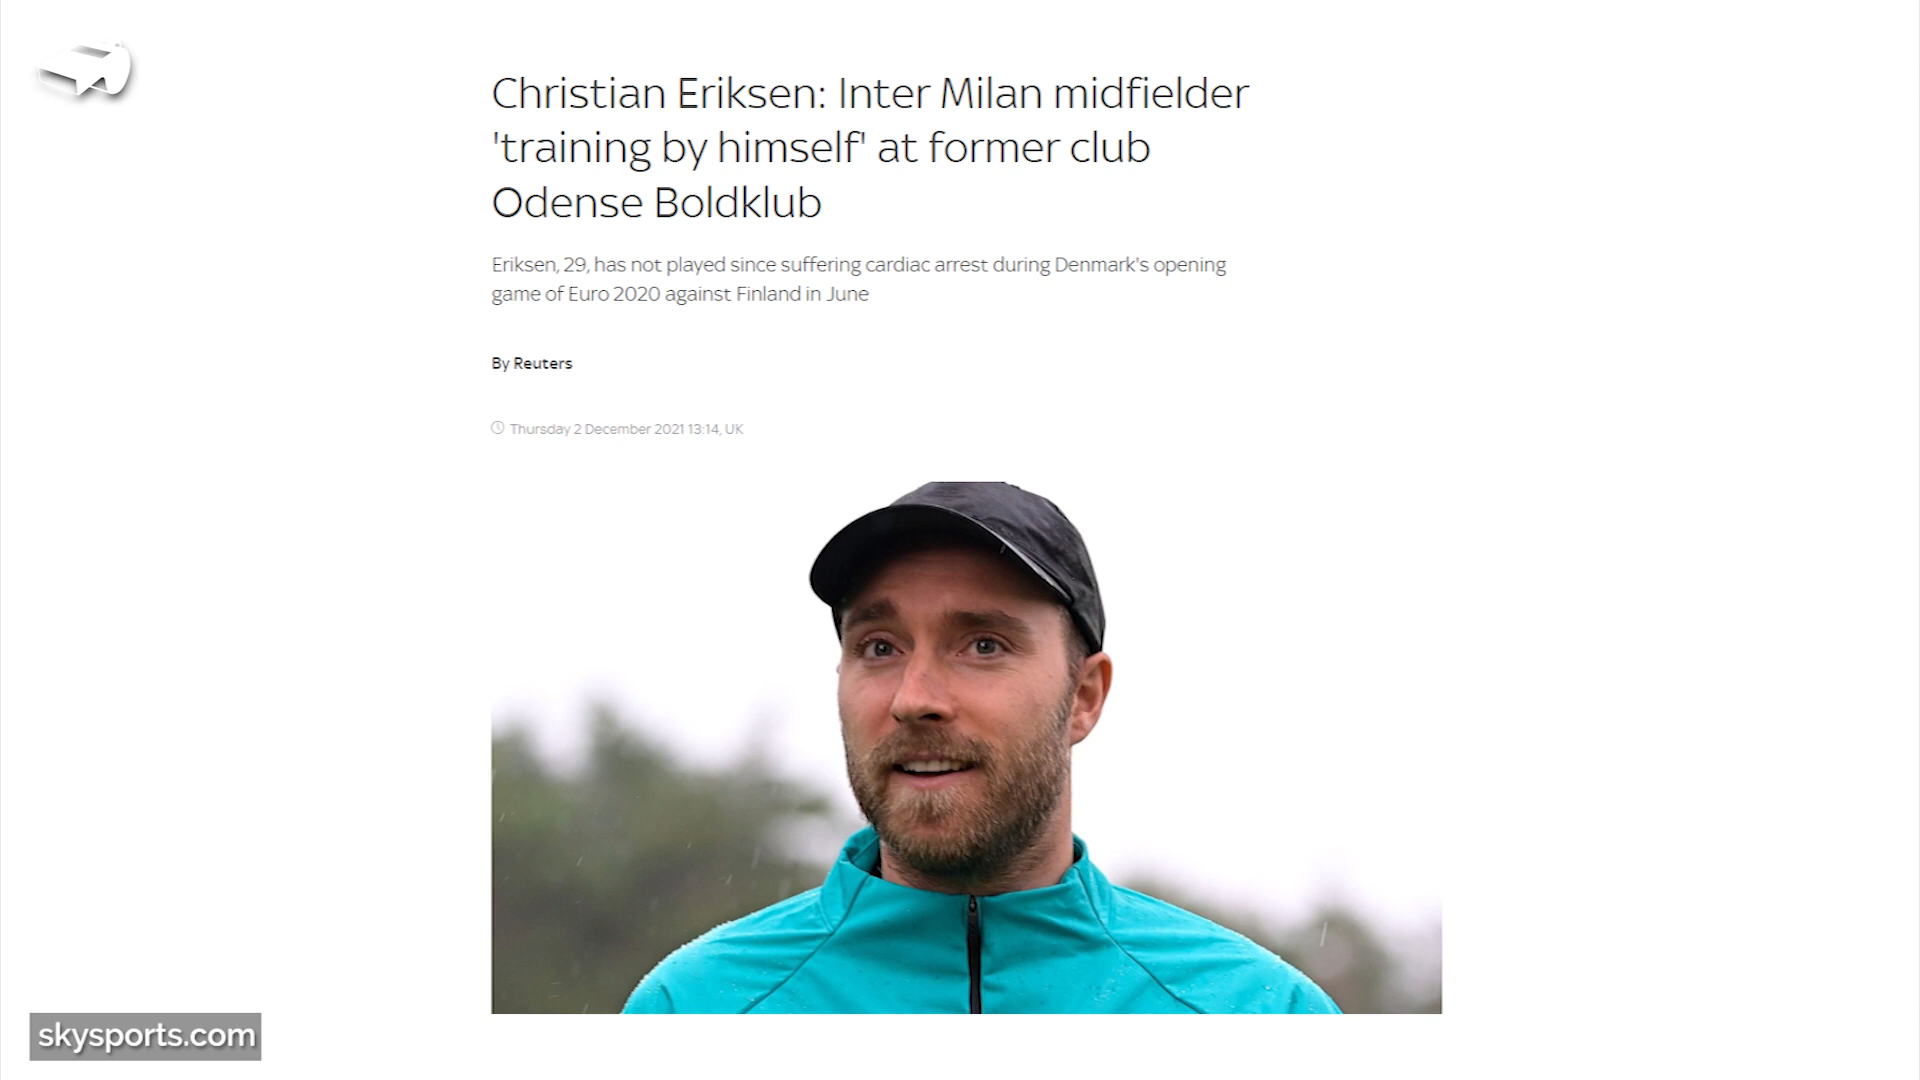 Christian Eriksen: Inter Milan midfielder
'training by himself' at former club
Odense Boldklub
Eriksen, 29, has not played since suffering cardiac arrest during Denmark's opening
game of Euro 2020 against Finland in June
By Reuters
Thursday 2 December 2021 13:14, UK
skysports.com